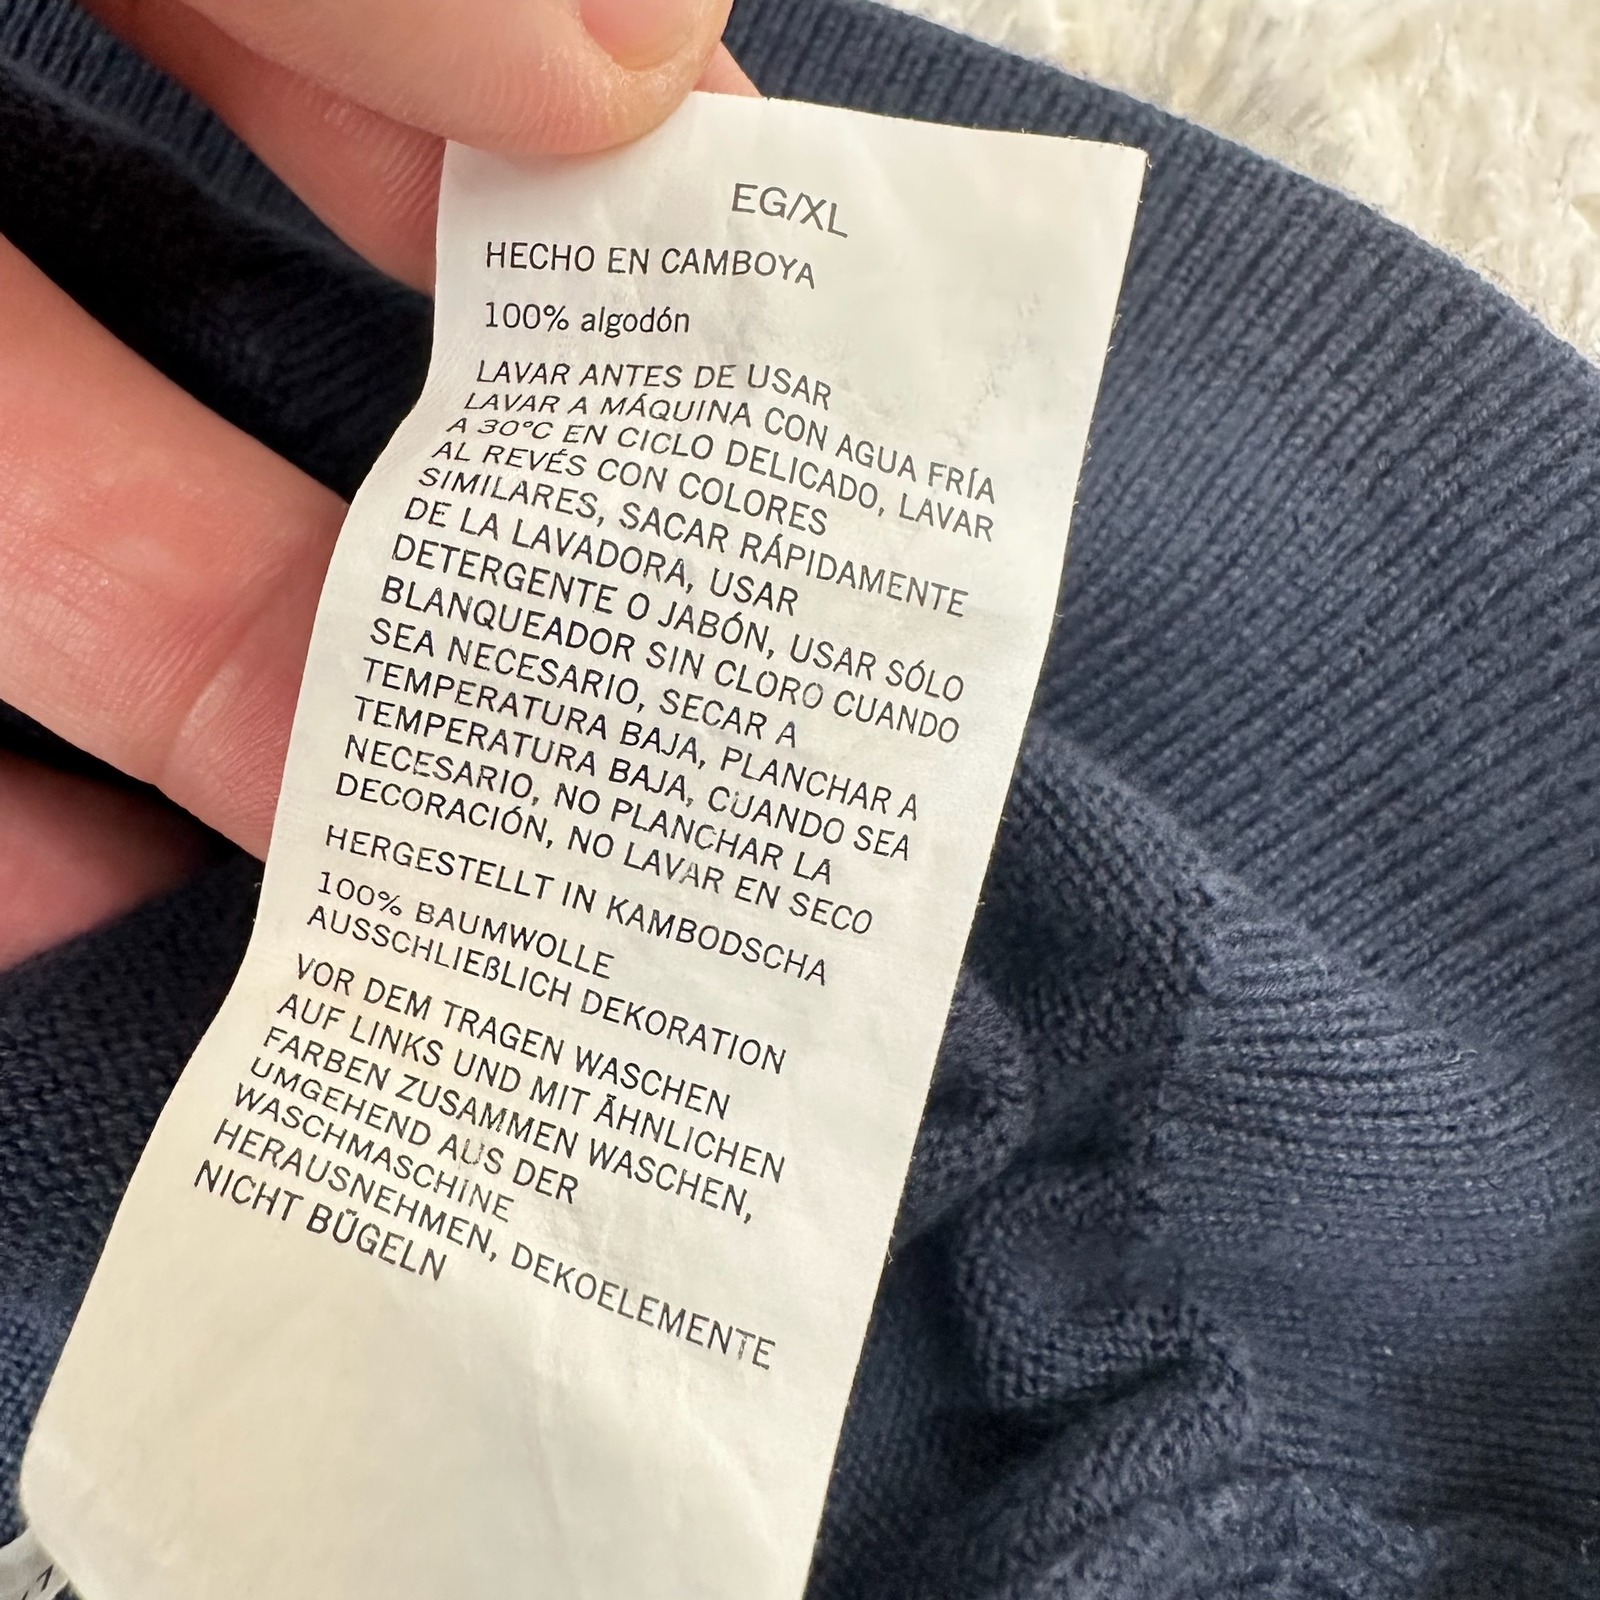 EG/XL
HECHO EN CAMBOYA
100% algodón
LAVAR ANTES DE USAR
LAVAR A MÁQUINA CON AGUA FRÍA
A 30°C EN CICLO DELICADO, LAVAR
AL REVÉS CON COLORES
SIMILARES, SACAR RÁPIDAMENTE
DE LA LAVADORA, USAR
DETERGENTE O JABÓN, USAR SÓLO
BLANQUEADOR SIN CLORO CUANDO
SEA NECESARIO, SECAR A
TEMPERATURA BAJA, PLANCHAR A
TEMPERATURA BAJA, CUANDO SEA
NECESARIO, NO PLANCHAR LA
DECORACIÓN, NO LAVAR EN SECO
HERGESTELLT IN KAMBODSCHA
100% BAUMWOLLE
AUSSCHLIEßLICH DEKORATION
VOR DEM TRAGEN WASCHEN
AUF LINKS UND MIT ÄHNLICHEN
FARBEN ZUSAMMEN WASCHEN,
UMGEHEND AUS DER
WASCHMASCHINE
HERAUSNEHMEN, DEKOELEMENTE
NICHT BÜGELN